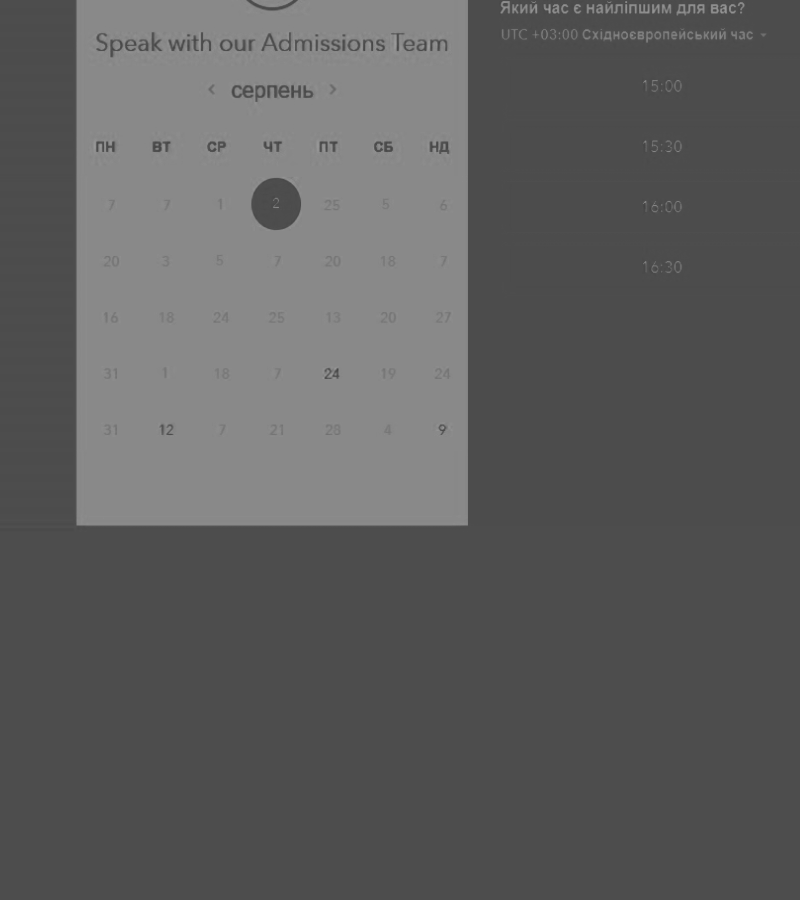 Speak with our Admissions Team
серпень
ПН ВТ СР ЧТ ПТ СБ НД
7 7 1 2 25 5 6
20 3 5 7 20 18 7
16 18 24 25 13 20 27
31 1 18 7 24 19 24
31 12 7 21 28 4 9
Який час є найліпшим для вас?
UTC +03:00 Східноєвропейський час
15:00
15:30
16:00
16:30